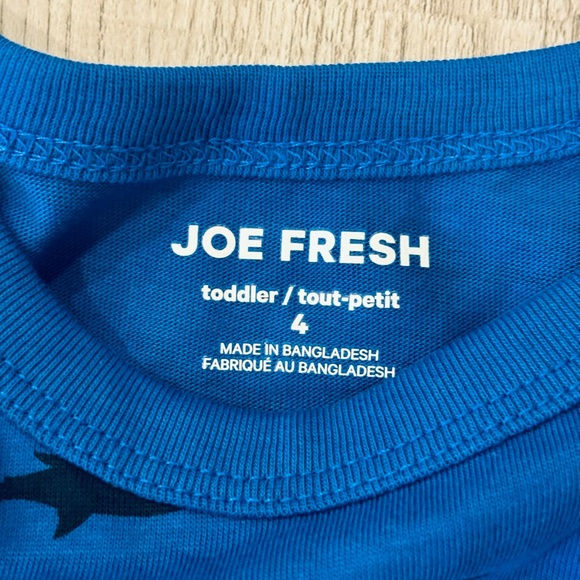 JOE FRESH
toddler / tout-petit
4
MADE IN BANGLADESH
FABRIQUÉ AU BANGLADESH